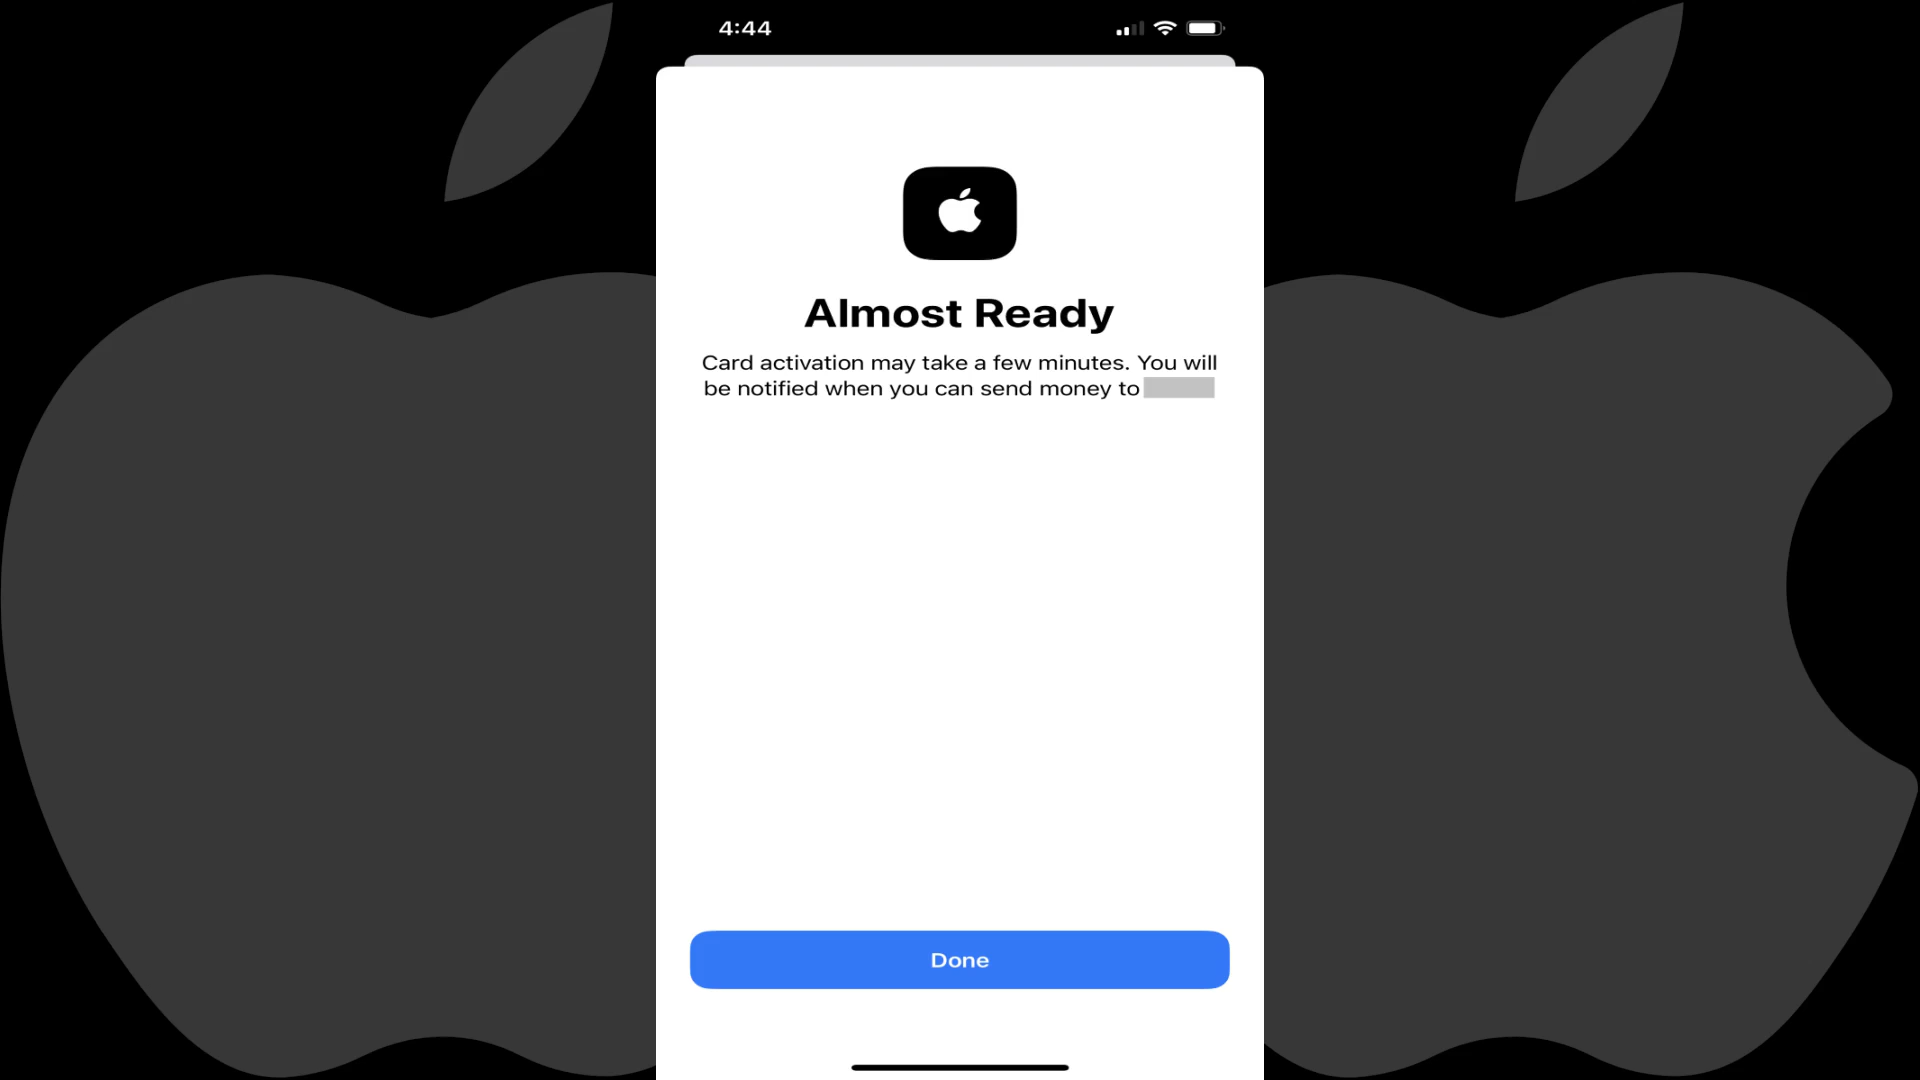 4:44
Almost Ready
Card activation may take a few minutes. You will
be notified when you can send money to
Done